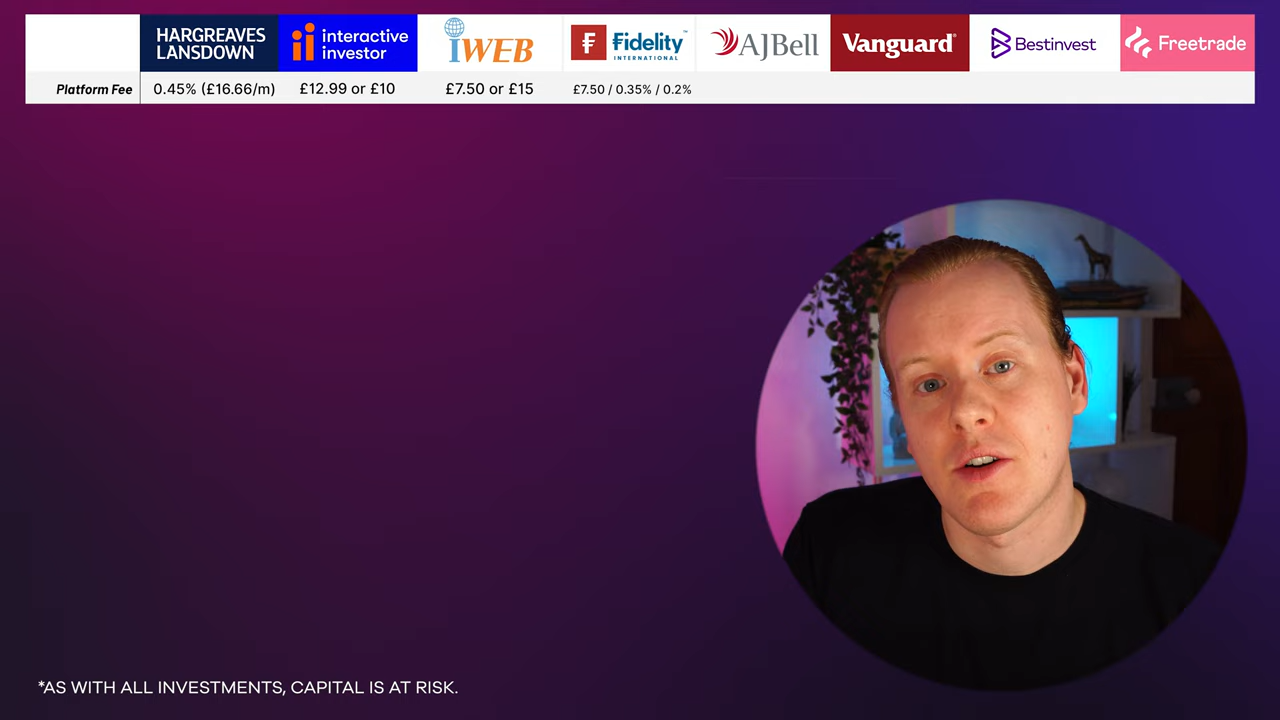 HARGREAVES LANSDOWN
interactive investor
IWEB
Fidelity INTERNATIONAL
AJBell
Vanguard
Bestinvest
Freetrade
Platform Fee 0.45% (£16.66/m) £12.99 or £10 £7.50 or £15 £7.50 / 0.35% / 0.2%
*AS WITH ALL INVESTMENTS, CAPITAL IS AT RISK.